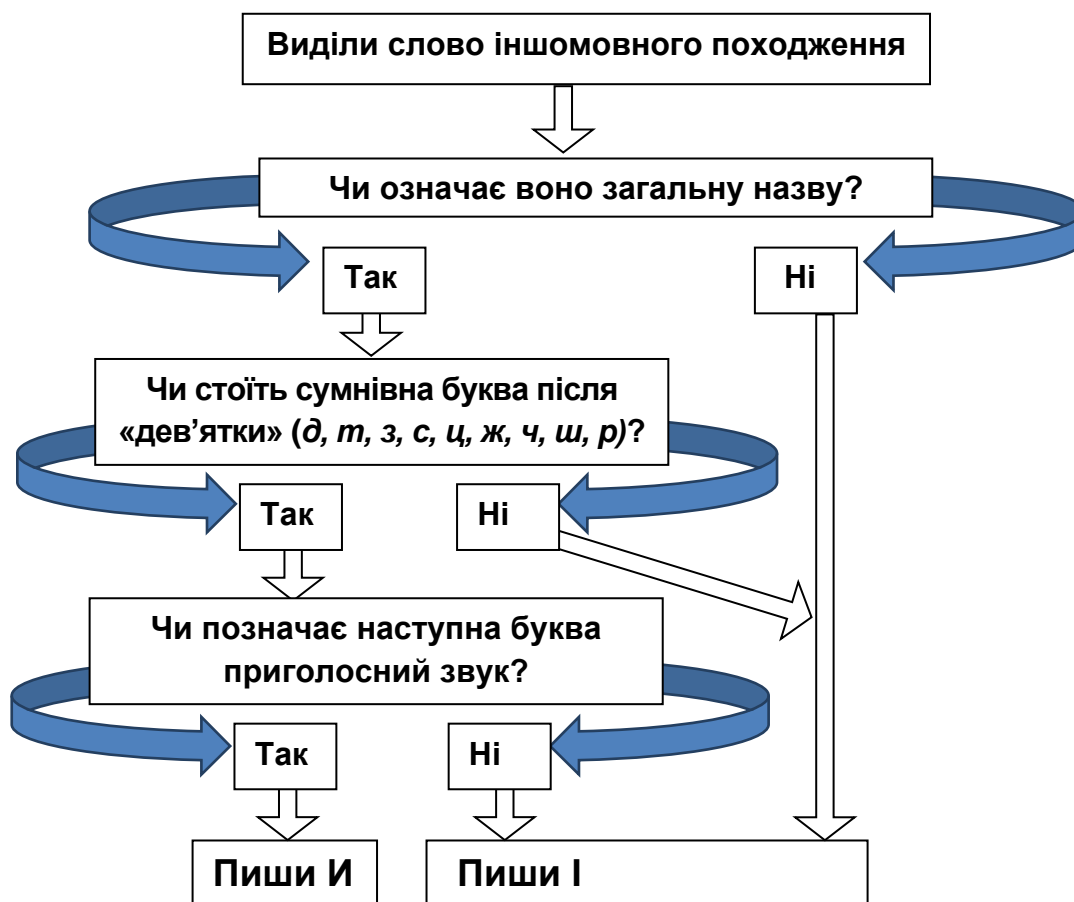 Виділи слово іншомовного походження
Чи означає воно загальну назву?
Так
Ні
Чи стоїть сумнівна буква після
«дев’ятки» (д, т, з, с, ц, ж, ч, ш, р)?
Так
Ні
Чи позначає наступна буква
приголосний звук?
Так
Ні
Пиши И
Пиши І